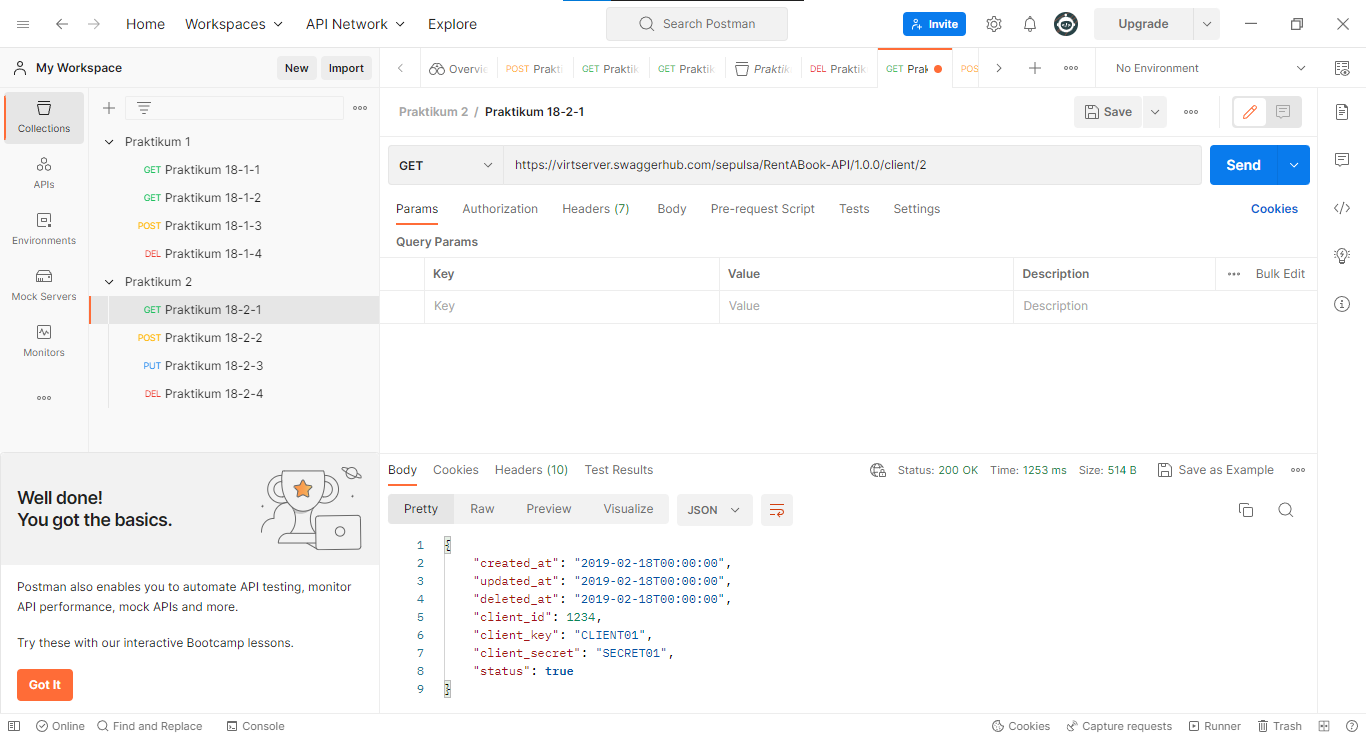 Home Workspaces API Network Explore Search Postman Invite Upgrade
My Workspace New Import Overvie POST Prakti GET Praktik GET Praktik Praktik DEL Praktik GET Prak POS No Environment
Collections
APIs
Environments
Mock Servers
Monitors
Praktikum 1
GET Praktikum 18-1-1
GET Praktikum 18-1-2
POST Praktikum 18-1-3
DEL Praktikum 18-1-4
Praktikum 2
GET Praktikum 18-2-1
POST Praktikum 18-2-2
PUT Praktikum 18-2-3
DEL Praktikum 18-2-4
Well done!
You got the basics.
Postman also enables you to automate API testing, monitor
API performance, mock APIs and more.
Try these with our interactive Bootcamp lessons.
Got It
Praktikum 2 / Praktikum 18-2-1 Save
GET https://virtserver.swaggerhub.com/sepulsa/RentABook-API/1.0.0/client/2 Send
Params Authorization Headers (7) Body Pre-request Script Tests Settings Cookies
Query Params
Key Value Description Bulk Edit
Key Value Description
Body Cookies Headers (10) Test Results Status: 200 OK Time: 1253 ms Size: 514 B Save as Example
Pretty Raw Preview Visualize JSON
1 {
2 "created_at": "2019-02-18T00:00:00",
3 "updated_at": "2019-02-18T00:00:00",
4 "deleted_at": "2019-02-18T00:00:00",
5 "client_id": 1234,
6 "client_key": "CLIENT01",
7 "client_secret": "SECRET01",
8 "status": true
9 }
Online Find and Replace Console Cookies Capture requests Runner Trash